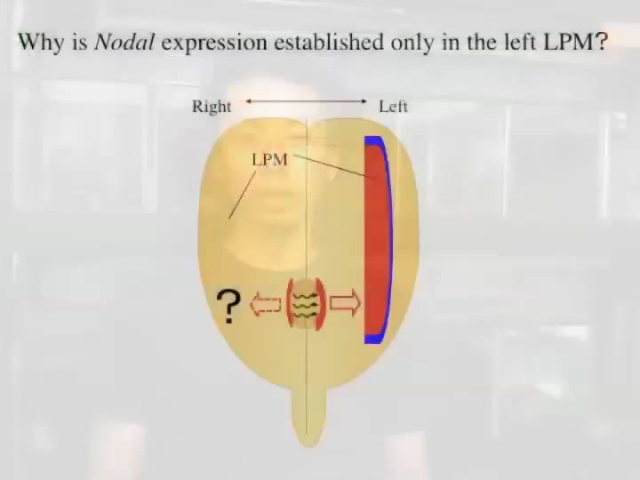 Why is Nodal expression established only in the left LPM?
Right Left
LPM
?